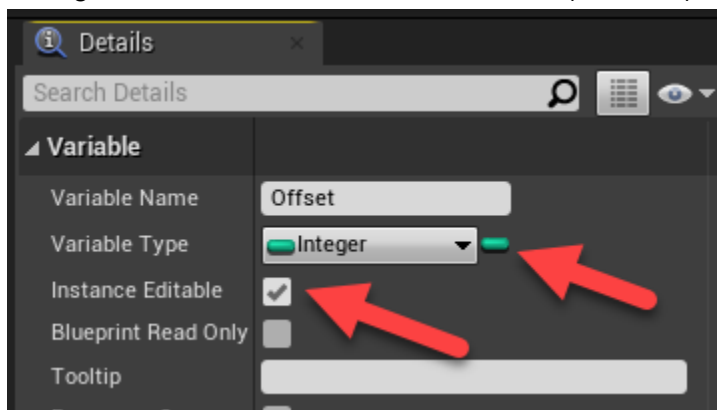 Details
Search Details
Variable
Variable Name Offset
Variable Type Integer
Instance Editable
Blueprint Read Only
Tooltip